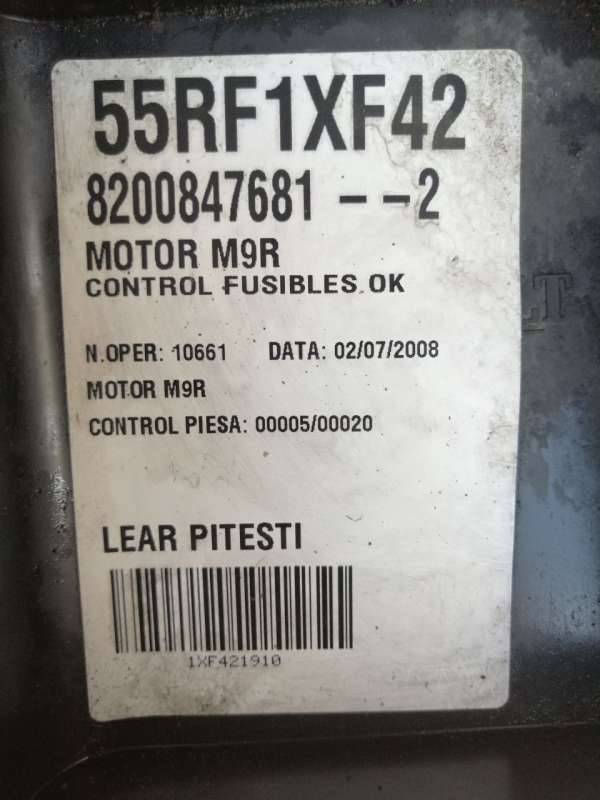 55RF1XF42
8200847681 - - 2
MOTOR M9R
CONTROL FUSIBLES.OK
N.OPER: 10661 DATA: 02/07/2008
MOTOR M9R
CONTROL PIESA: 00005/00020
LEAR PITESTI
1XF421910